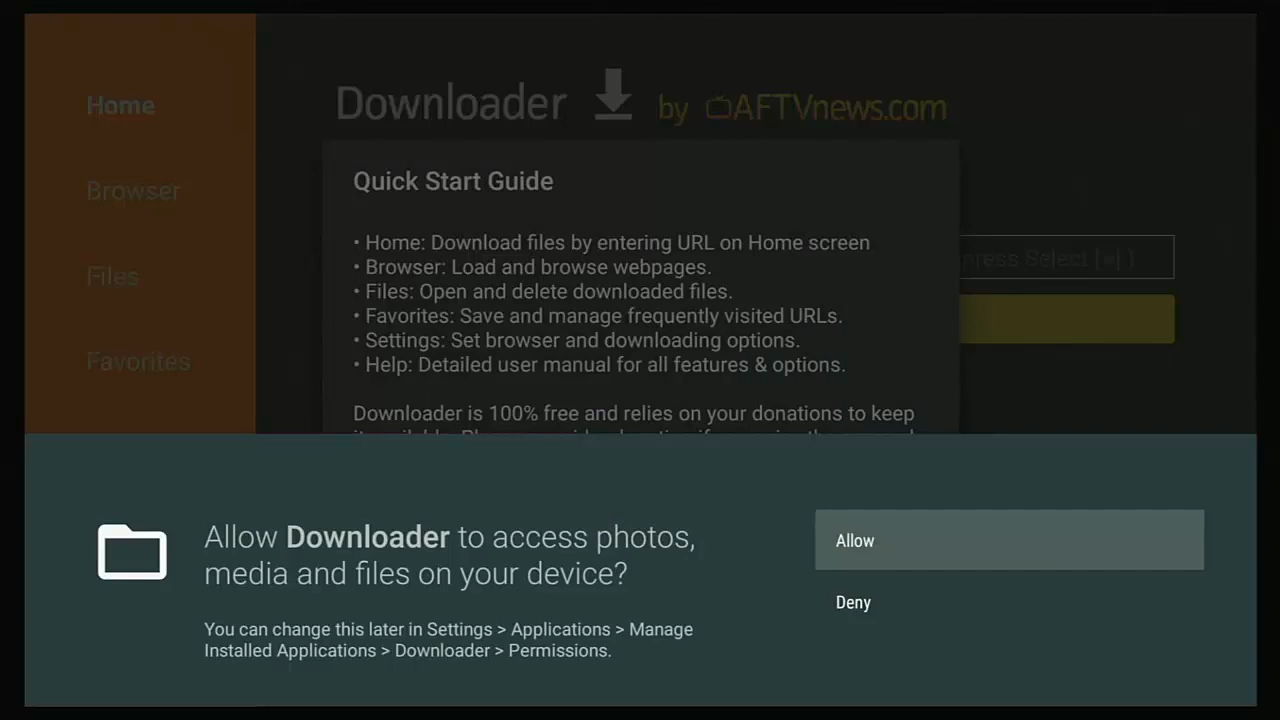 Home
Browser
Files
Favorites
Downloader by AFTVnews.com
Quick Start Guide
• Home: Download files by entering URL on Home screen
• Browser: Load and browse webpages.
• Files: Open and delete downloaded files.
• Favorites: Save and manage frequently visited URLs.
• Settings: Set browser and downloading options.
• Help: Detailed user manual for all features & options.
Downloader is 100% free and relies on your donations to keep
press Select
Allow Downloader to access photos,
media and files on your device?
You can change this later in Settings > Applications > Manage
Installed Applications > Downloader > Permissions.
Allow
Deny